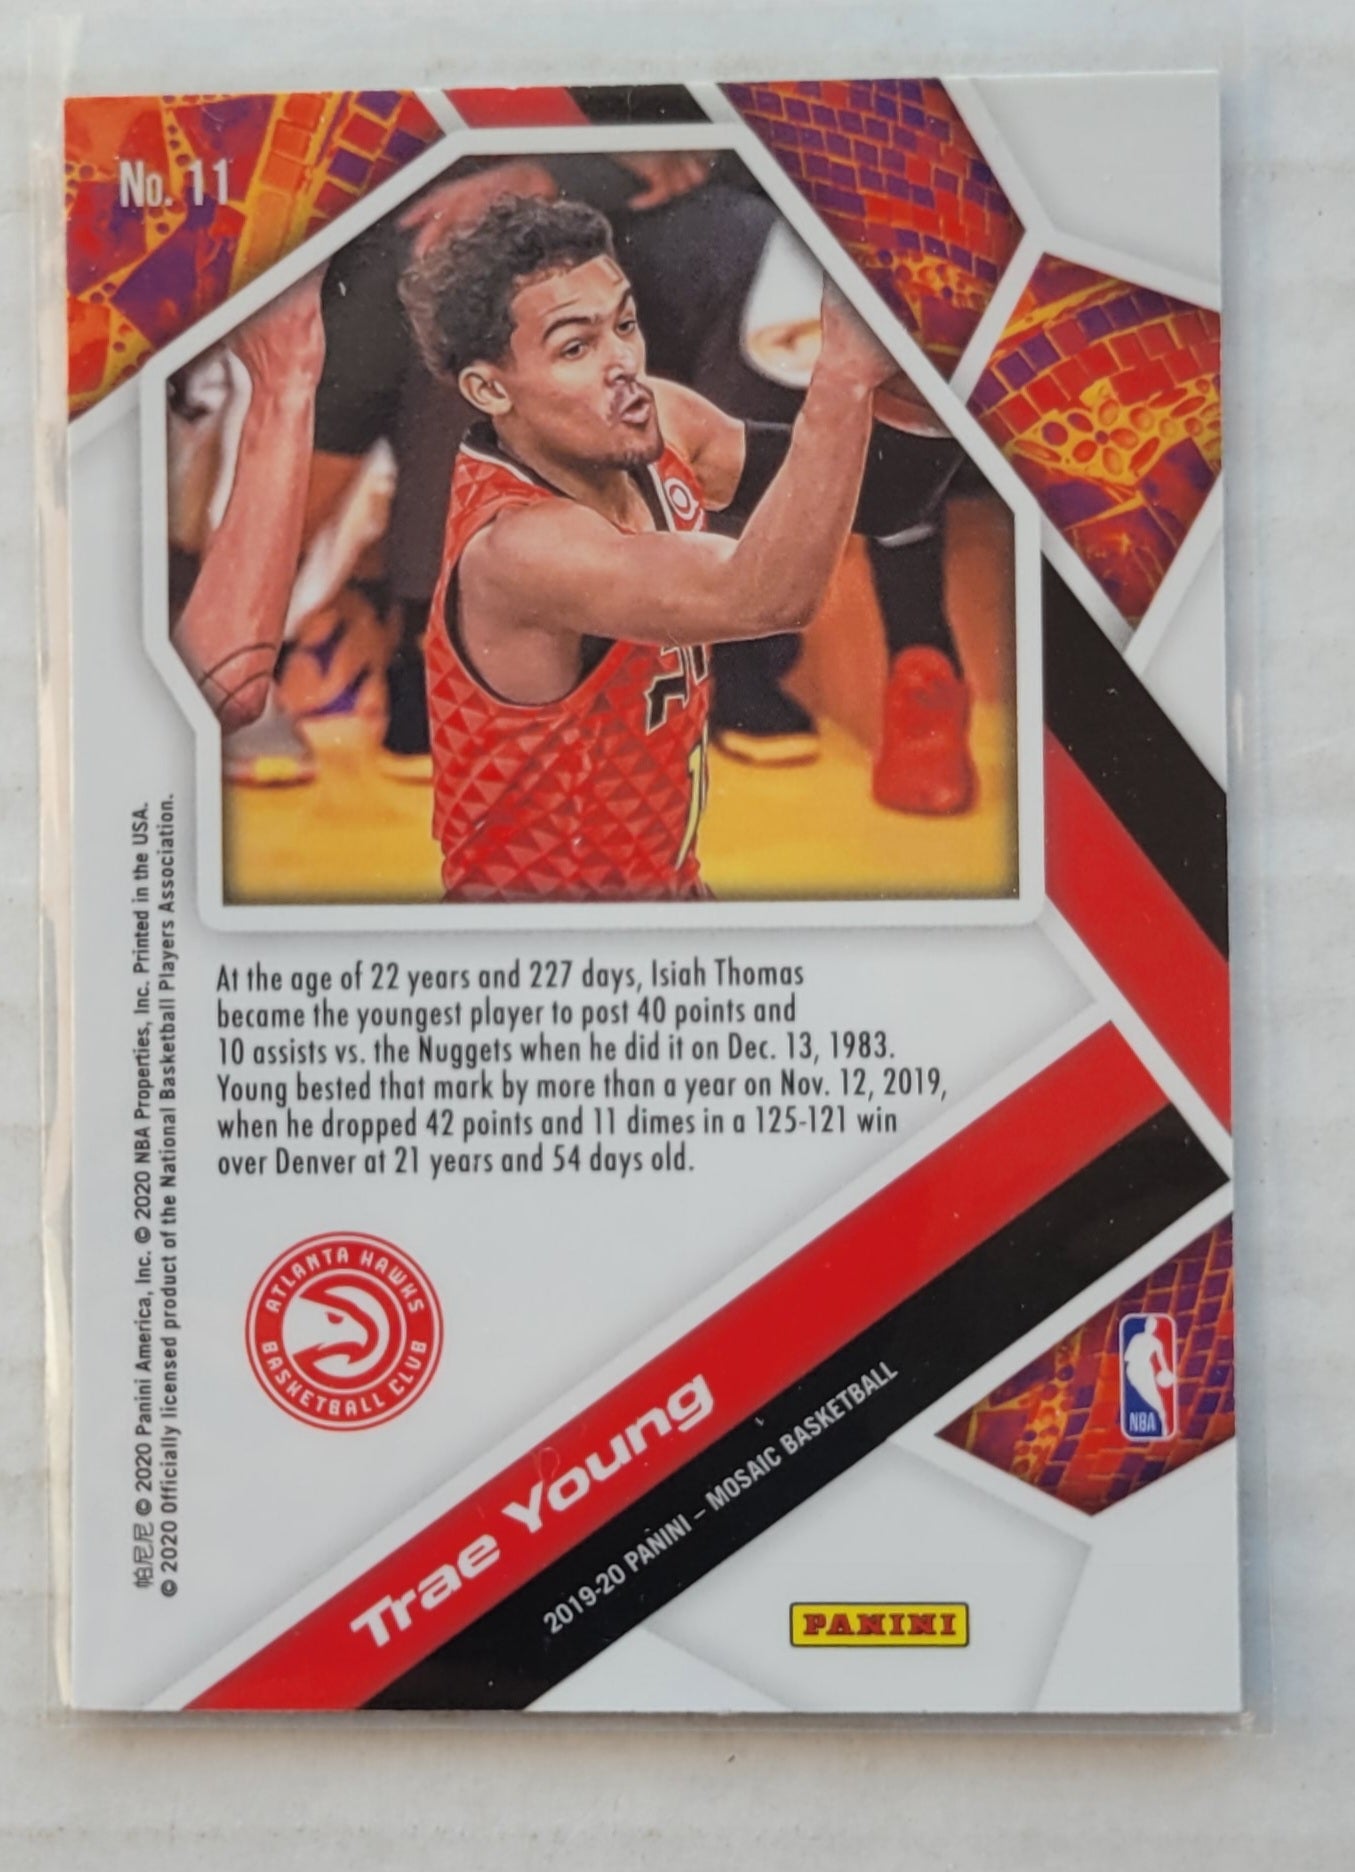 No. 11
At the age of 22 years and 227 days, Isiah Thomas
became the youngest player to post 40 points and
10 assists vs. the Nuggets when he did it on Dec. 13, 1983.
Young bested that mark by more than a year on Nov. 12, 2019,
when he dropped 42 points and 11 dimes in a 125-121 win
over Denver at 21 years and 54 days old.
帕尼尼 © 2020 Panini America, Inc. © 2020 NBA Properties, Inc. Printed in the USA.
© 2020 Officially licensed product of the National Basketball Players Association.
ATLANTA HAWKS
BASKETBALL CLUB
Trae Young
2019-20 PANINI – MOSAIC BASKETBALL
NBA
PANINI